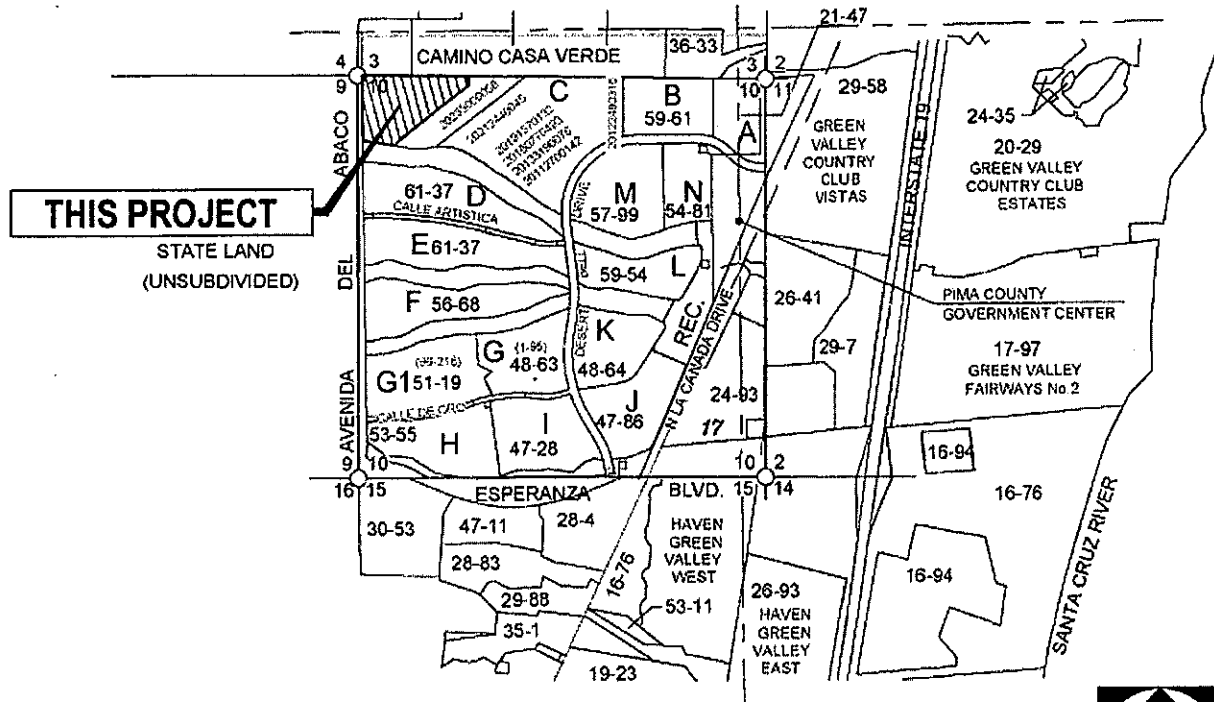 21-47
36-33
CAMINO CASA VERDE
4 3
9 10
3 2
10 11
29-58
INTERSTATE 19
24-35
20-29
GREEN VALLEY
COUNTRY CLUB
ESTATES
C
20121460045
20191370132
20112700142
B
59-61
A
GREEN
VALLEY
COUNTRY
CLUB
VISTAS
ABACO
DEL
AVENIDA
THIS PROJECT
STATE LAND
(UNSUBDIVIDED)
61-37
D
CALLE ARTISTICA
E 61-37
DESERT
BELL
DRIVE
M
57-99
N
54-81
L
59-54
F 56-68
K
48-64
REC.
N LA CANADA DRIVE
26-41
PIMA COUNTY
GOVERNMENT CENTER
29-7
17-97
GREEN VALLEY
FAIRWAYS No.2
G (1-95)
48-63
G1 51-19
CALLE DE ORO
53-55
H
I
47-28
J
47-86
24-93
17
16-94
9 10
16 15
10 2
15 14
ESPERANZA
BLVD.
30-53
47-11
28-4
28-83
29-88
35-1
19-23
16-76
53-11
HAVEN
GREEN
VALLEY
WEST
26-93
HAVEN
GREEN
VALLEY
EAST
16-76
16-94
SANTA CRUZ RIVER